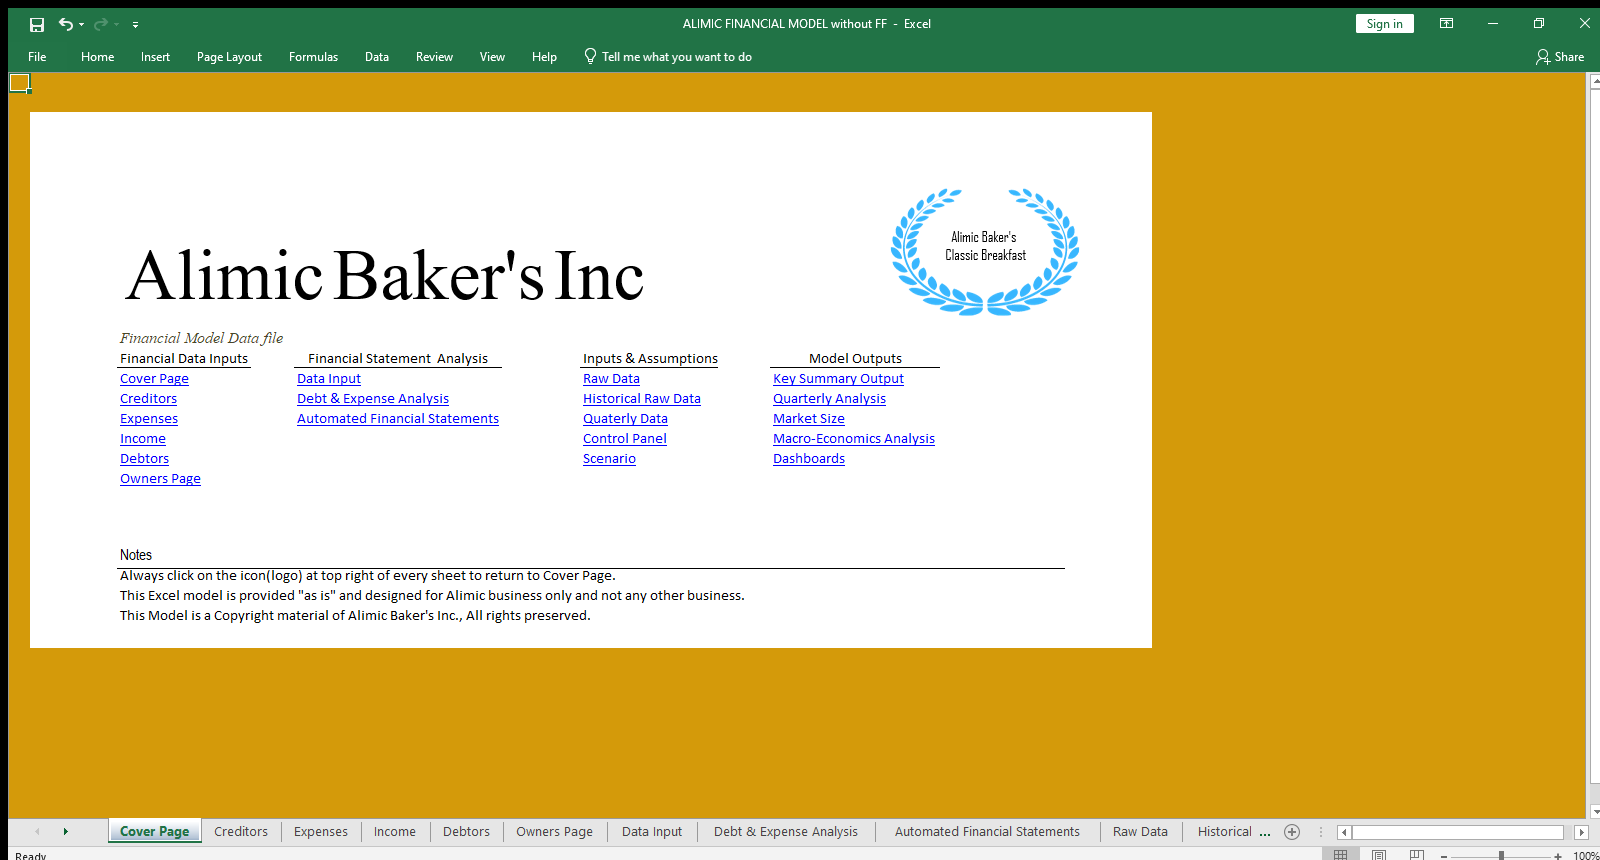 ALIMIC FINANCIAL MODEL without FF - Excel
Sign in
File Home Insert Page Layout Formulas Data Review View Help Tell me what you want to do Share
Alimic Baker's
Classic Breakfast
Alimic Baker's Inc
Financial Model Data file
Financial Data Inputs Financial Statement Analysis Inputs & Assumptions Model Outputs
Cover Page Data Input Raw Data Key Summary Output
Creditors Debt & Expense Analysis Historical Raw Data Quarterly Analysis
Expenses Automated Financial Statements Quaterly Data Market Size
Income Control Panel Macro-Economics Analysis
Debtors Scenario Dashboards
Owners Page
Notes
Always click on the icon(logo) at top right of every sheet to return to Cover Page.
This Excel model is provided "as is" and designed for Alimic business only and not any other business.
This Model is a Copyright material of Alimic Baker's Inc., All rights preserved.
Cover Page Creditors Expenses Income Debtors Owners Page Data Input Debt & Expense Analysis Automated Financial Statements Raw Data Historical ...
Ready 100%